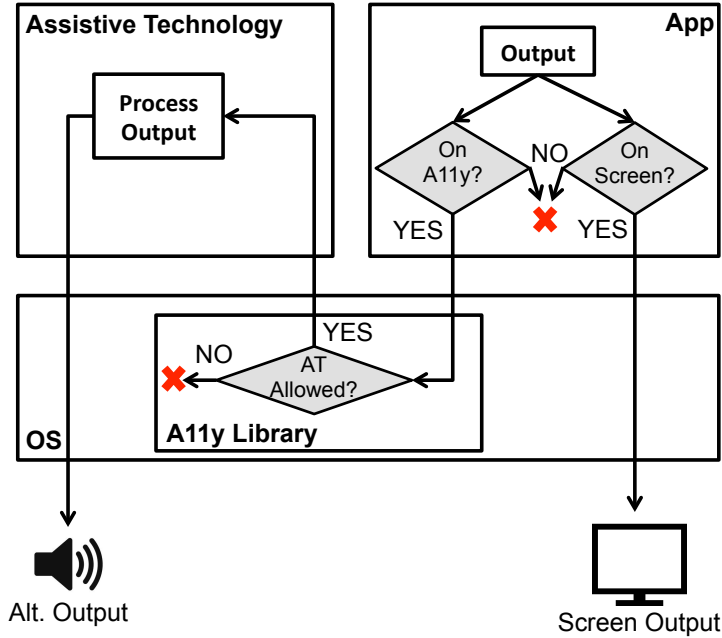 Assistive Technology
App
Output
Process
Output
On
A11y?
NO
On
Screen?
YES
YES
YES
NO
AT
Allowed?
A11y Library
OS
Alt. Output
Screen Output